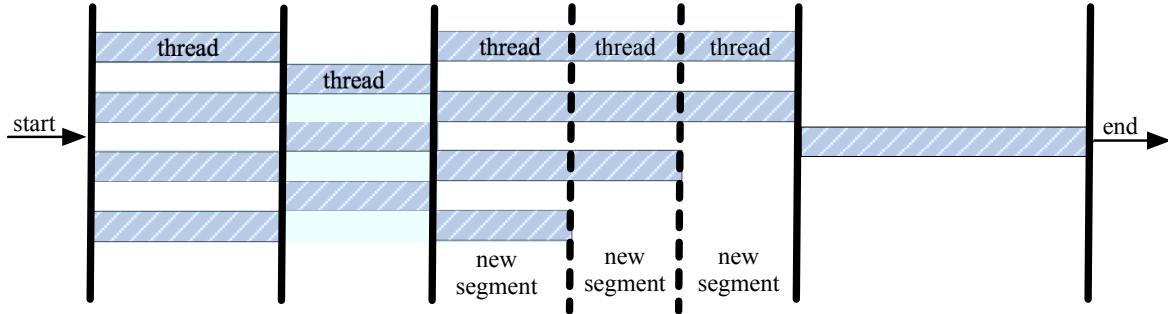 thread
thread
thread
thread
thread
start
end
new
segment
new
segment
new
segment